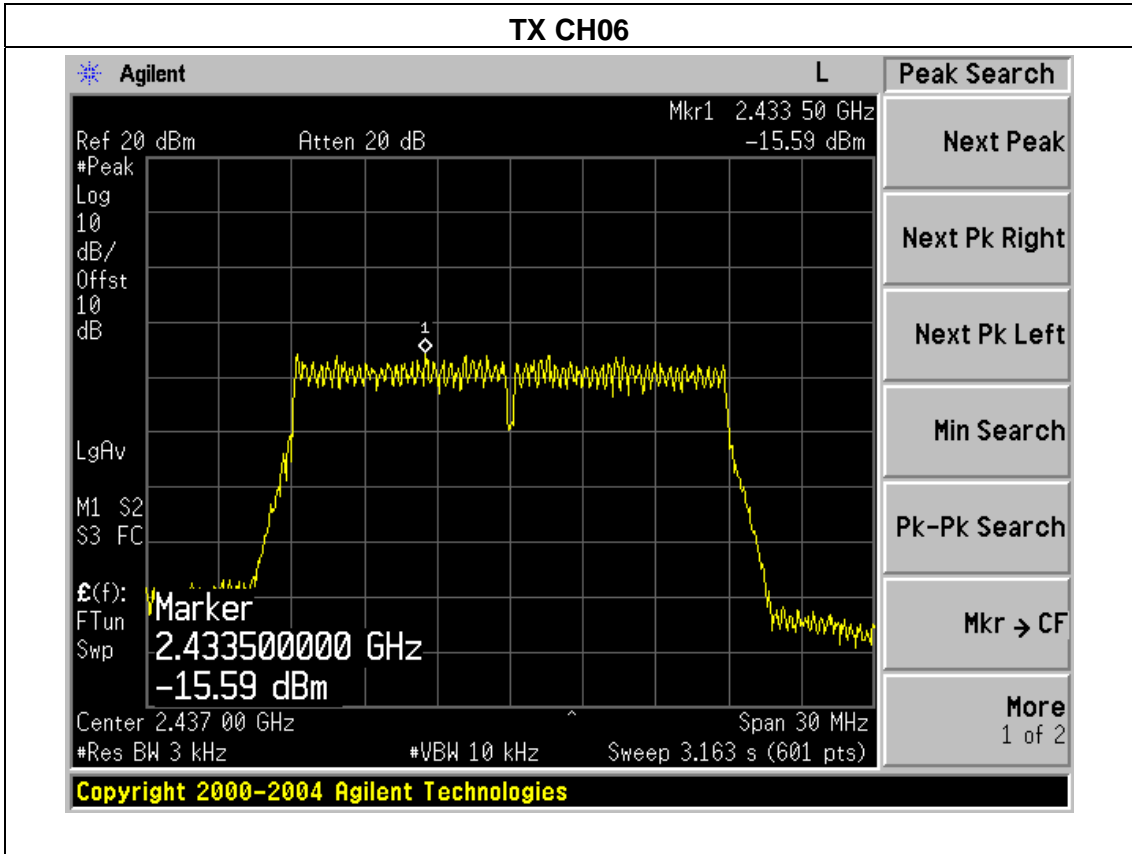 TX CH06
Agilent L Peak Search
Mkr1 2.433 50 GHz
Ref 20 dBm Atten 20 dB -15.59 dBm
#Peak
Log
10
dB/
Offst
10
dB
1
LgAv
M1 S2
S3 FC
£(f):
FTun
Swp
Marker
2.433500000 GHz
-15.59 dBm
Center 2.437 00 GHz ^ Span 30 MHz
#Res BW 3 kHz #VBW 10 kHz Sweep 3.163 s (601 pts)
Next Peak
Next Pk Right
Next Pk Left
Min Search
Pk-Pk Search
Mkr → CF
More
1 of 2
Copyright 2000-2004 Agilent Technologies